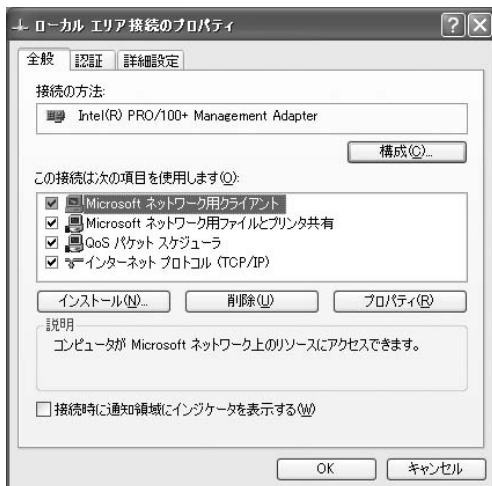 ローカル エリア接続のプロパティ
全般 認証 詳細設定
接続の方法:
Intel(R) PRO/100+ Management Adapter
構成(C)...
この接続は次の項目を使用します(O):
Microsoft ネットワーク用クライアント
Microsoft ネットワーク用ファイルとプリンタ共有
QoS パケット スケジューラ
インターネット プロトコル (TCP/IP)
インストール(N)... 削除(U) プロパティ(R)
説明
コンピュータが Microsoft ネットワーク上のリソースにアクセスできます。
接続時に通知領域にインジケータを表示する(W)
OK キャンセル